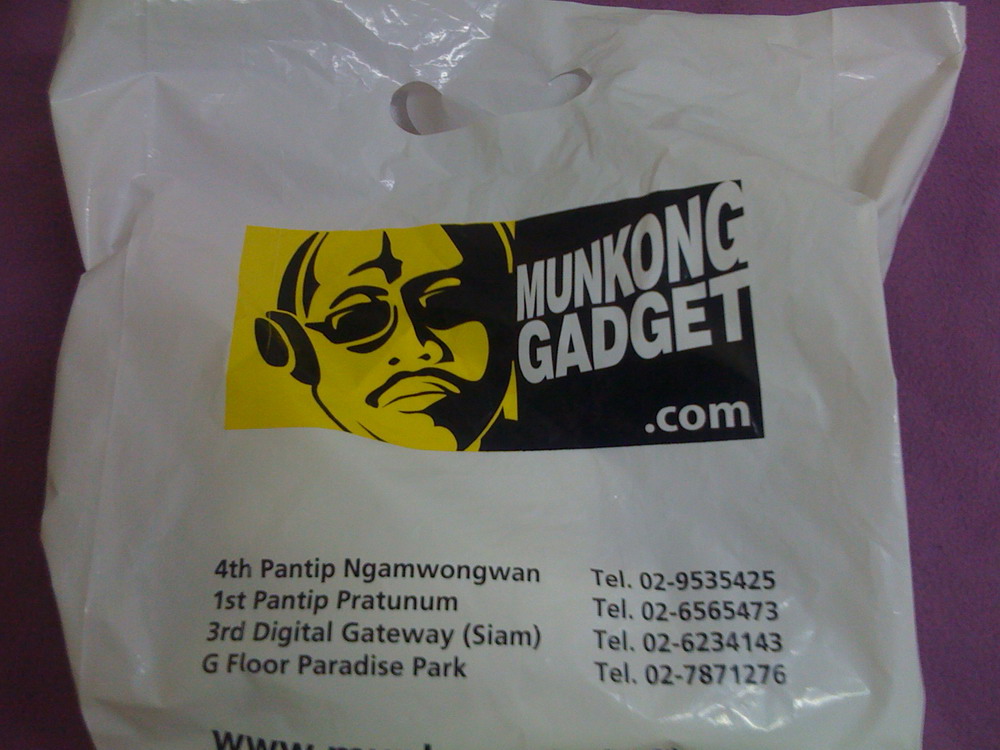 MUNKONG
GADGET
.com
4th Pantip Ngamwongwan Tel. 02-9535425
1st Pantip Pratunum Tel. 02-6565473
3rd Digital Gateway (Siam) Tel. 02-6234143
G Floor Paradise Park Tel. 02-7871276